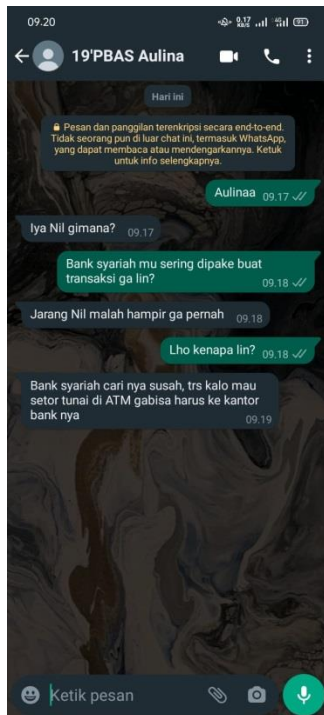 09.20
0,17 KB/S 4G 91
19'PBAS Aulina
Hari ini
Pesan dan panggilan terenkripsi secara end-to-end.
Tidak seorang pun di luar chat ini, termasuk WhatsApp,
yang dapat membaca atau mendengarkannya. Ketuk
untuk info selengkapnya.
Aulinaa 09.17
Iya Nil gimana? 09.17
Bank syariah mu sering dipake buat
transaksi ga lin? 09.18
Jarang Nil malah hampir ga pernah 09.18
Lho kenapa lin? 09.18
Bank syariah cari nya susah, trs kalo mau
setor tunai di ATM gabisa harus ke kantor
bank nya 09.19
Ketik pesan